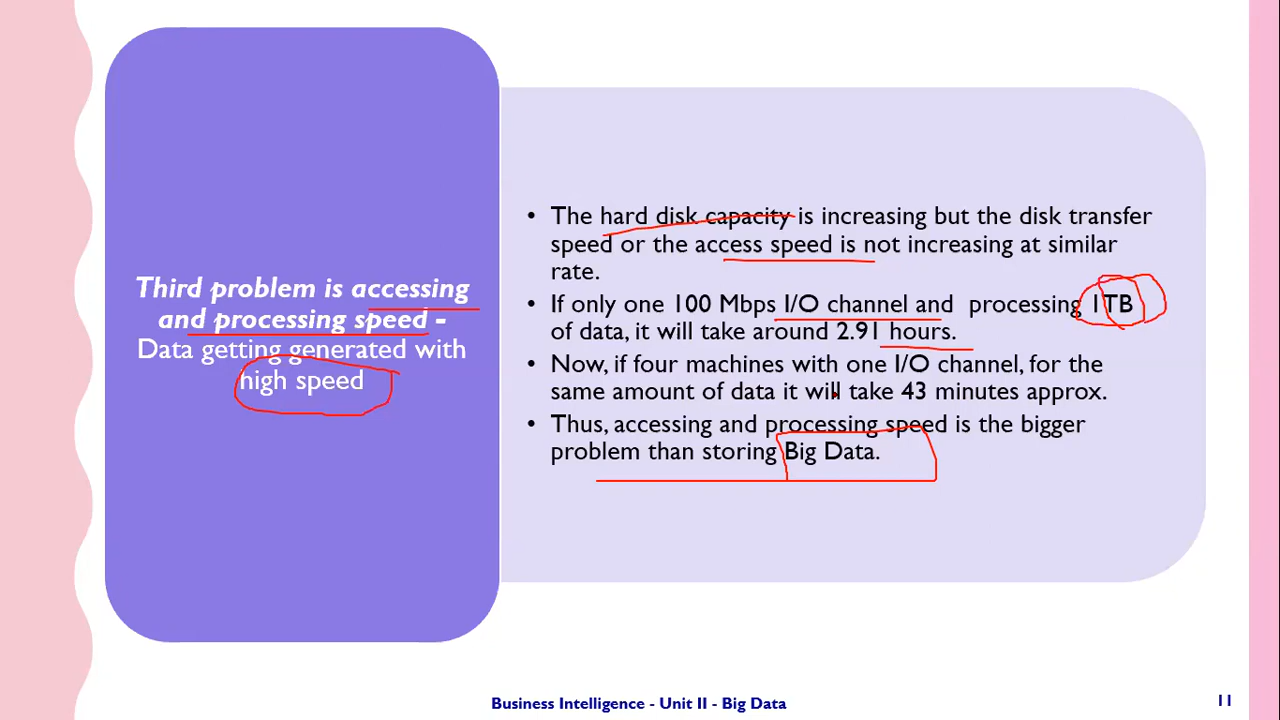 Third problem is accessing
and processing speed -
Data getting generated with
high speed
• The hard disk capacity is increasing but the disk transfer
speed or the access speed is not increasing at similar
rate.
• If only one 100 Mbps I/O channel and processing 1TB
of data, it will take around 2.91 hours.
• Now, if four machines with one I/O channel, for the
same amount of data it will take 43 minutes approx.
• Thus, accessing and processing speed is the bigger
problem than storing Big Data.
Business Intelligence - Unit II - Big Data
11